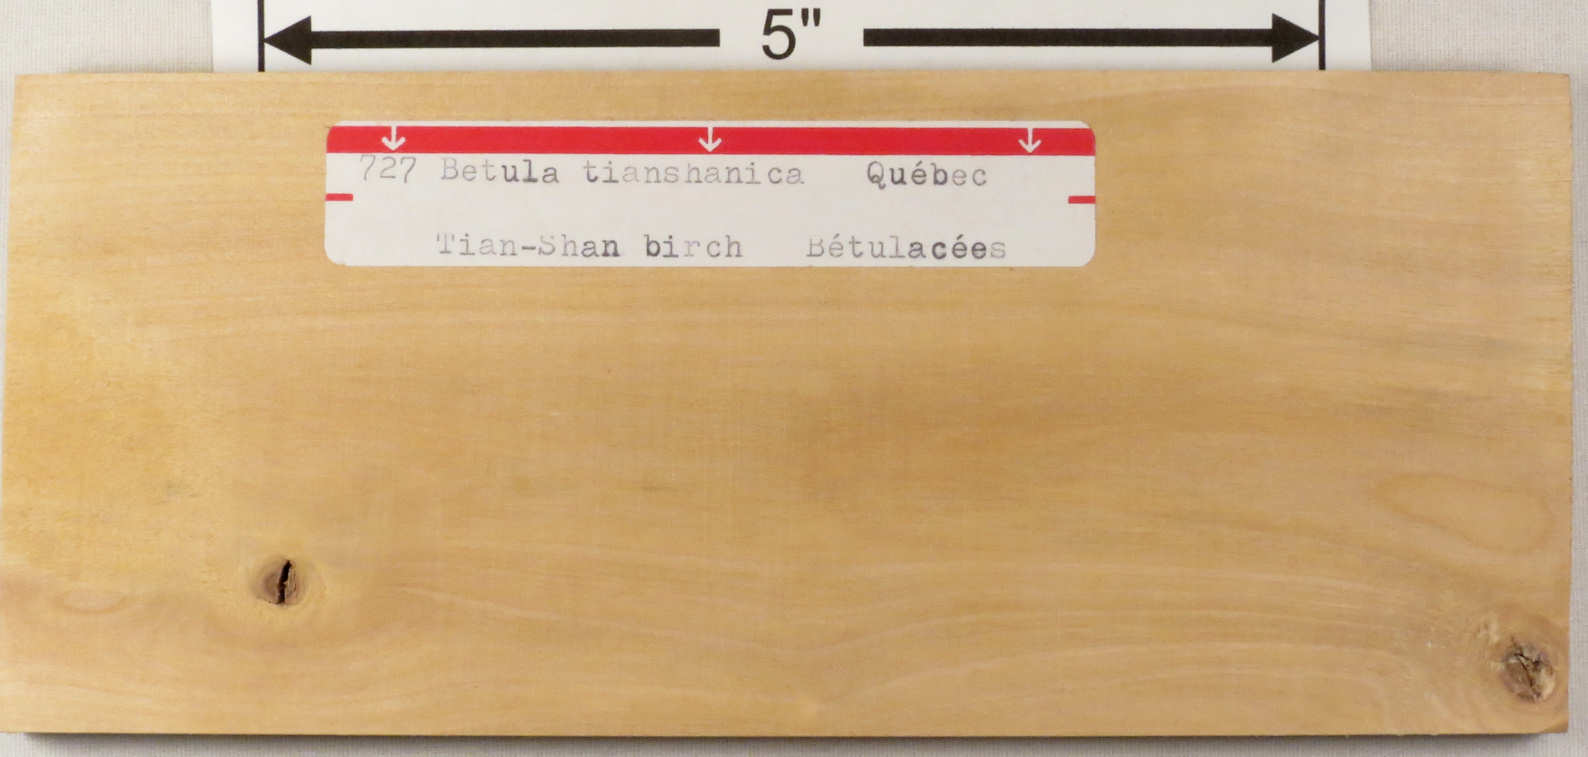 5"
727 Betula tianshanica Québec
Tian-Shan birch Bétulacées